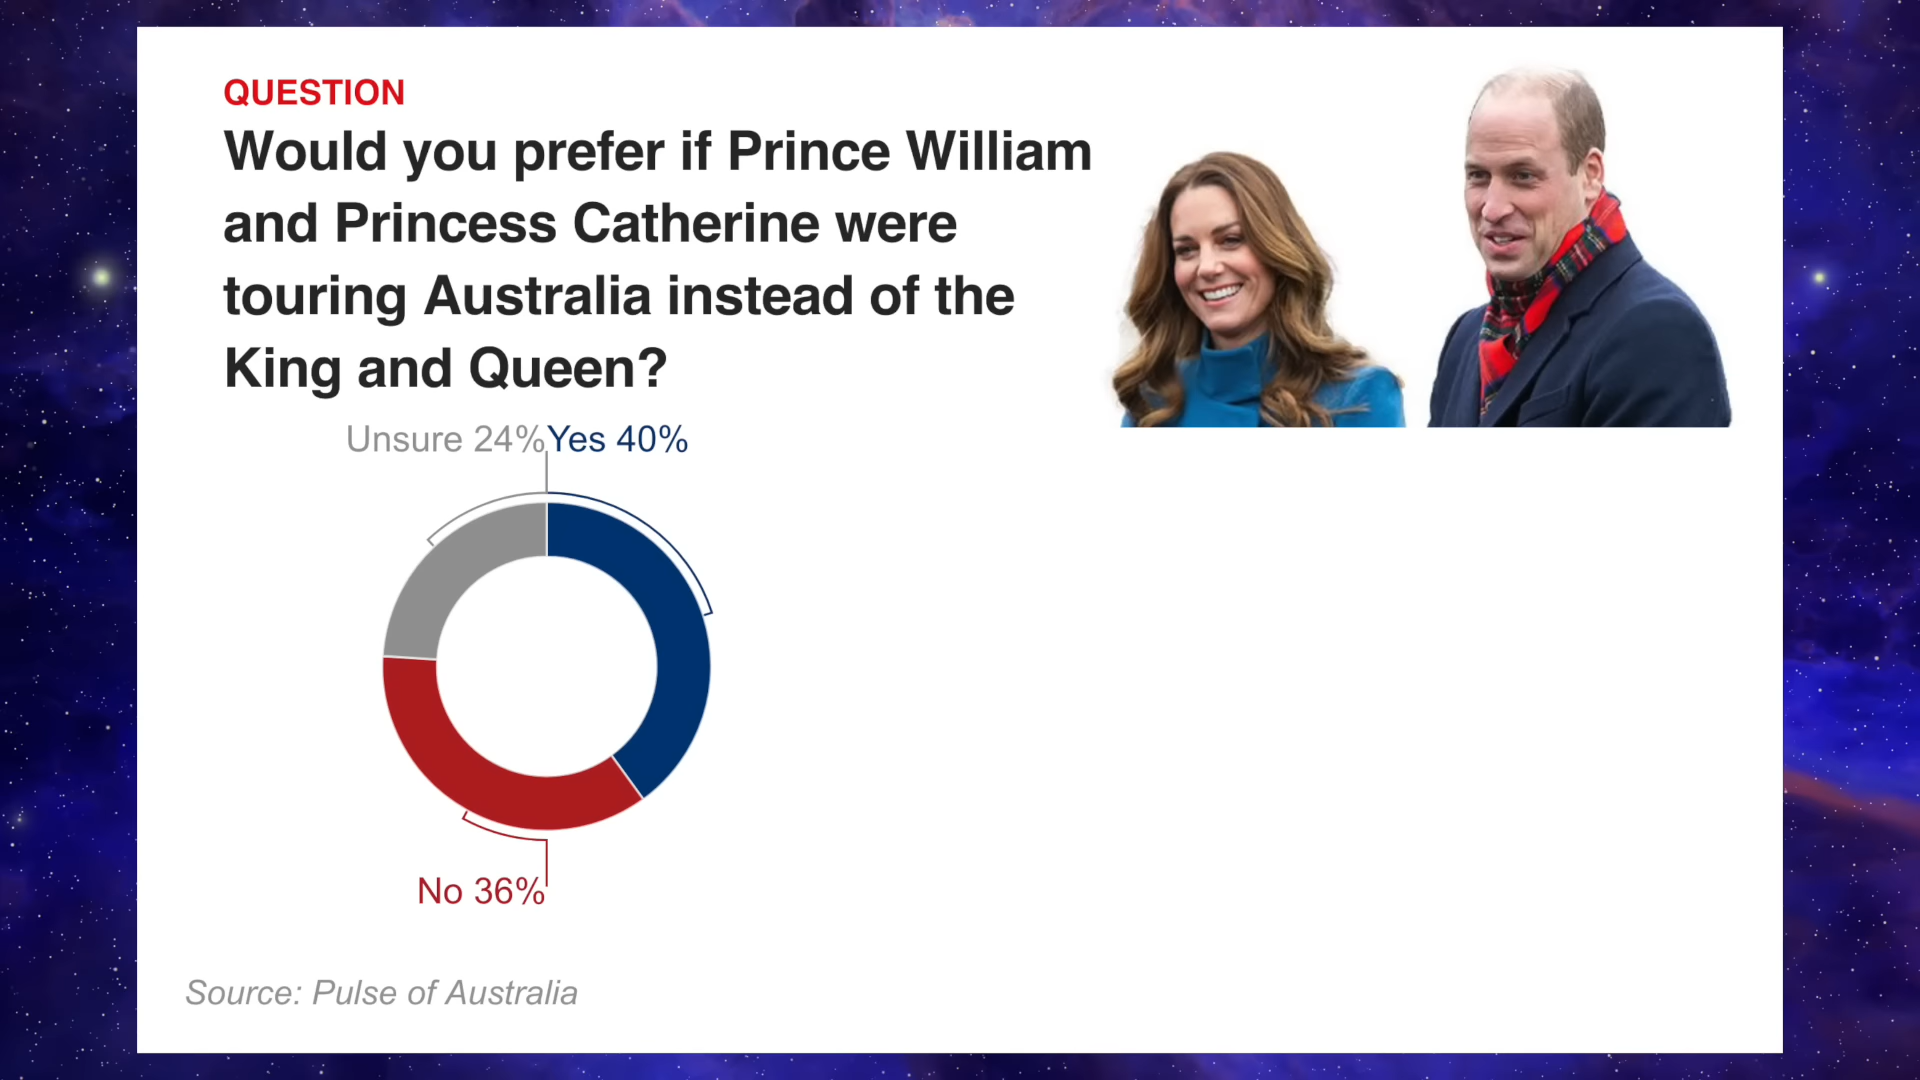 QUESTION
Would you prefer if Prince William
and Princess Catherine were
touring Australia instead of the
King and Queen?
Unsure 24% Yes 40%
No 36%
Source: Pulse of Australia